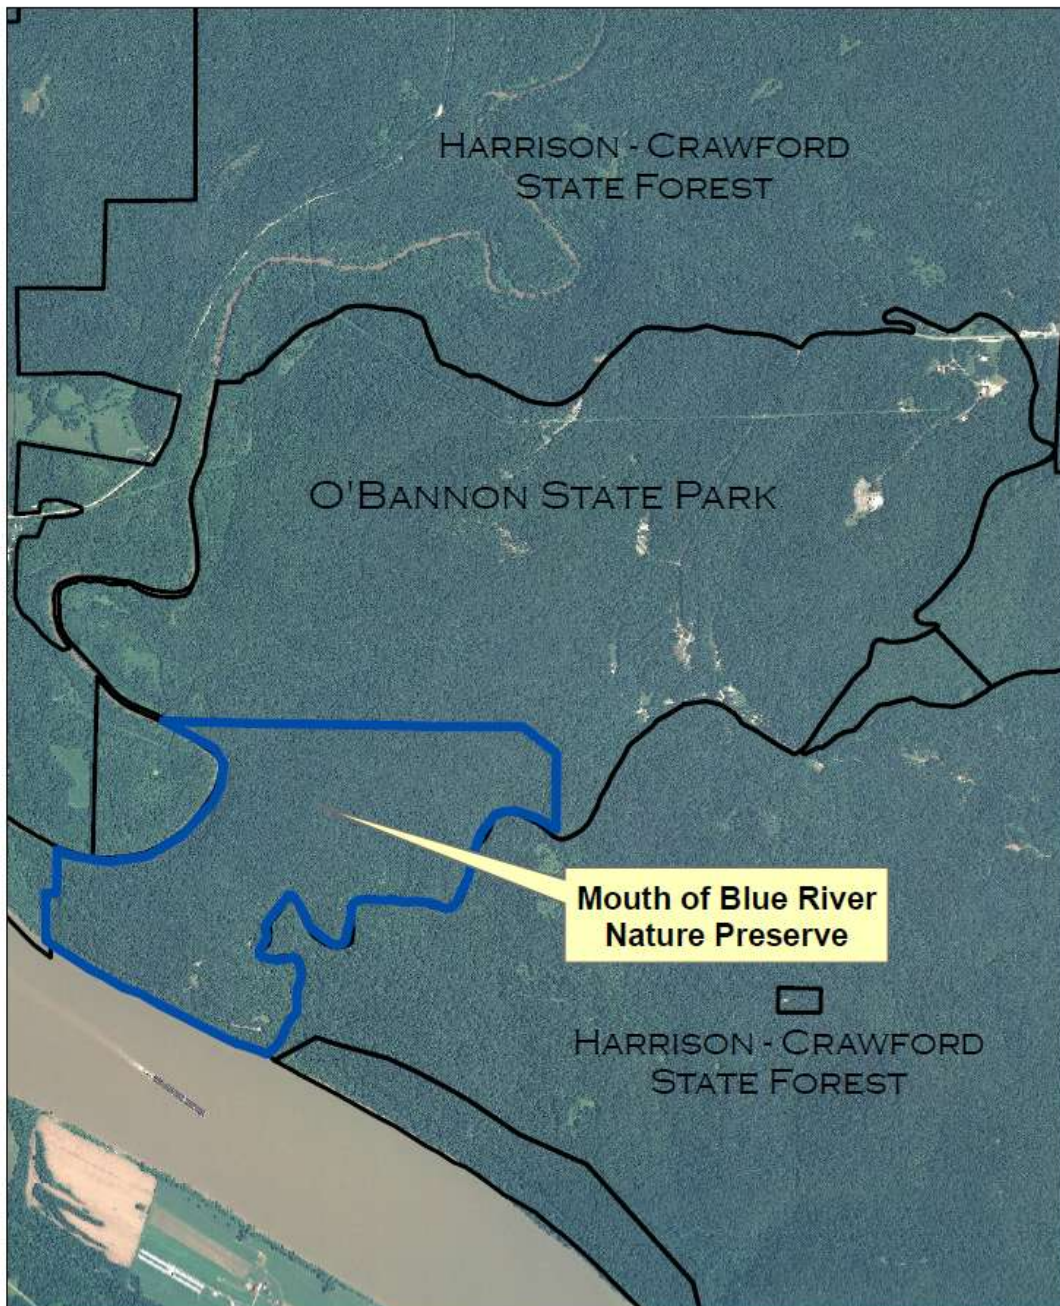 HARRISON - CRAWFORD
STATE FOREST
O'BANNON STATE PARK
Mouth of Blue River
Nature Preserve
HARRISON - CRAWFORD
STATE FOREST